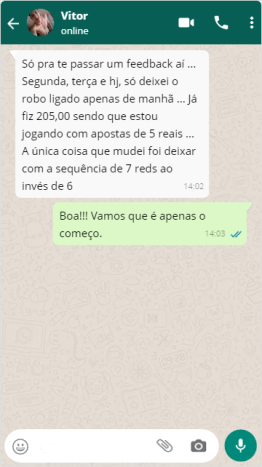 Vitor
online
Só pra te passar um feedback aí ...
Segunda, terça e hj, só deixei o
robo ligado apenas de manhã ... Já
fiz 205,00 sendo que estou
jogando com apostas de 5 reais ...
A única coisa que mudei foi deixar
com a sequência de 7 reds ao
invés de 6
14:02
Boa!!! Vamos que é apenas o
começo.
14:03